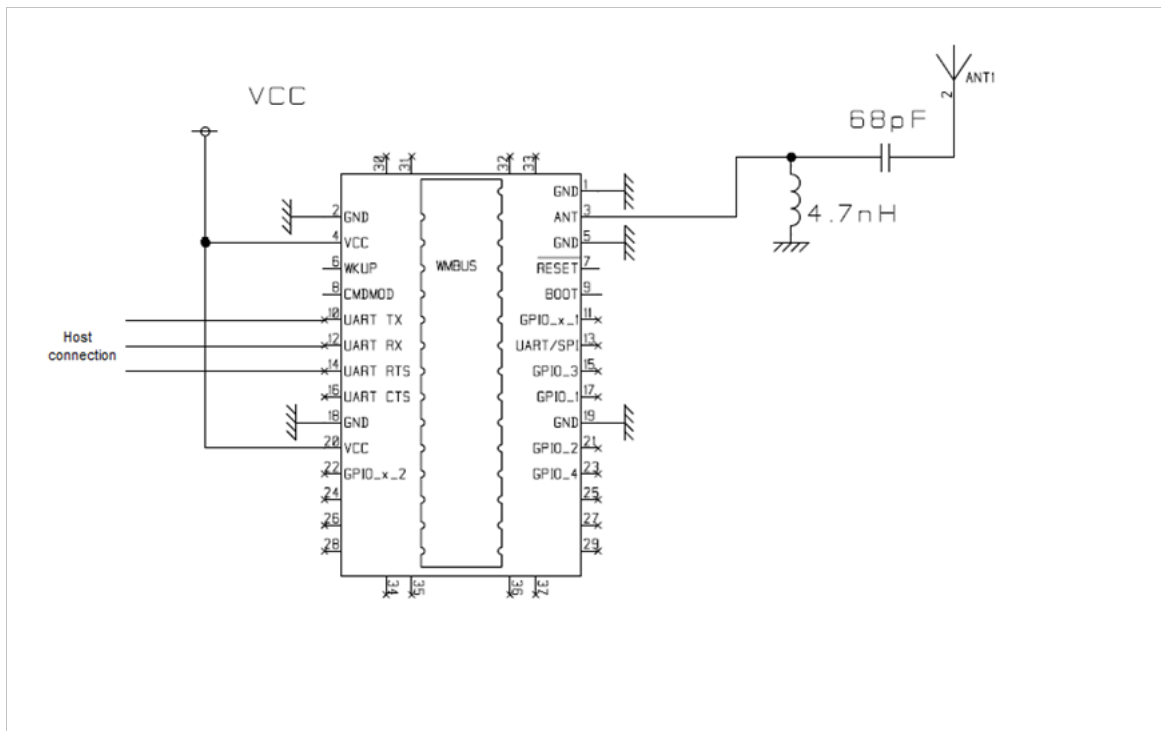 VCC
ANT1
2
68pF
4.7nH
30 31 32 33
WMBUS
GND 1
2 GND
ANT 3
4 VCC
GND 5
6 WKUP
RESET 7
8 CMDMOD
BOOT 9
10 UART TX
GPIO_x_1 11
12 UART RX
UART/SPI 13
14 UART RTS
GPIO_3 15
16 UART CTS
GPIO_1 17
18 GND
GND 19
20 VCC
GPIO_2 21
22 GPIO_x_2
GPIO_4 23
24
25
26
27
28
29
34 35 36 37
Host
connection